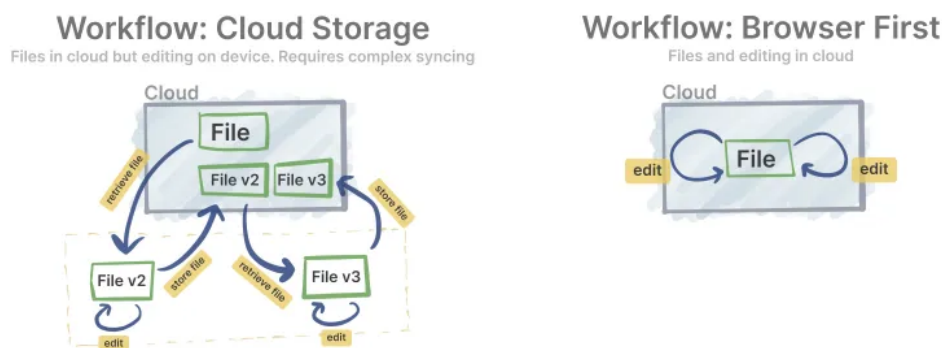 Workflow: Cloud Storage
Files in cloud but editing on device. Requires complex syncing
Cloud
File
File v2
File v3
retrieve file
store file
File v2
store file
retrieve file
File v3
edit
edit
Workflow: Browser First
Files and editing in cloud
Cloud
edit
File
edit